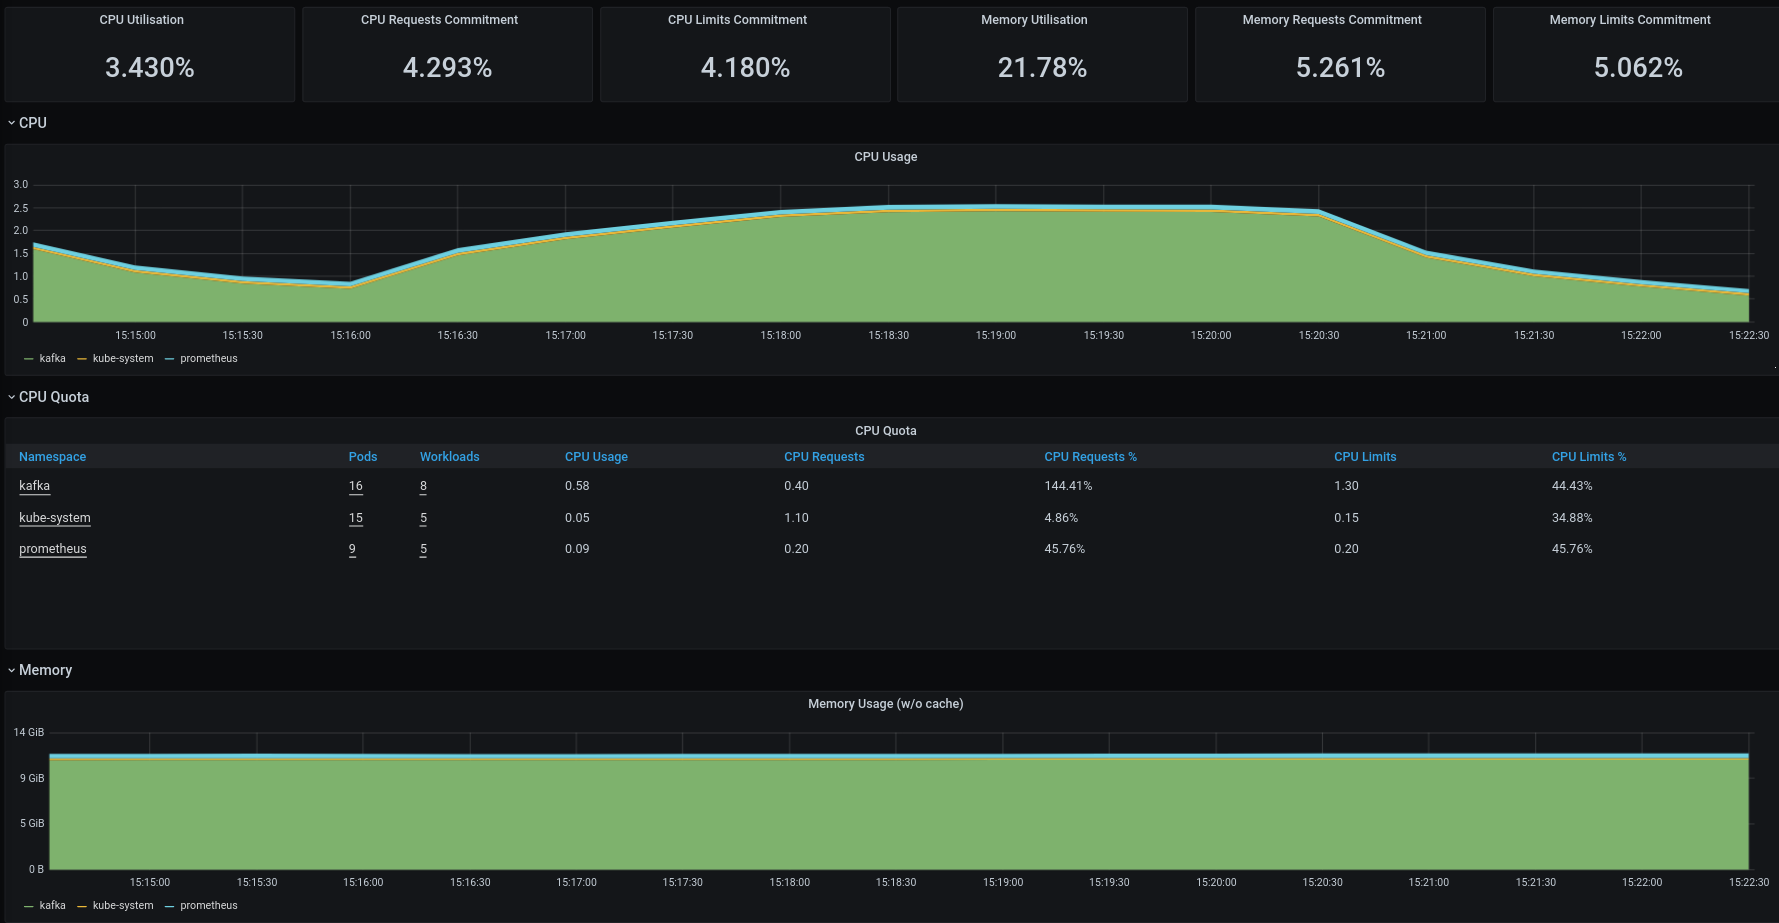 CPU Utilisation CPU Requests Commitment CPU Limits Commitment Memory Utilisation Memory Requests Commitment Memory Limits Commitment
3.430% 4.293% 4.180% 21.78% 5.261% 5.062%
CPU
CPU Usage
3.0
2.5
2.0
1.5
1.0
0.5
0
15:15:00 15:15:30 15:16:00 15:16:30 15:17:00 15:17:30 15:18:00 15:18:30 15:19:00 15:19:30 15:20:00 15:20:30 15:21:00 15:21:30 15:22:00 15:22:30
kafka kube-system prometheus
CPU Quota
CPU Quota
Namespace Pods Workloads CPU Usage CPU Requests CPU Requests % CPU Limits CPU Limits %
kafka 16 8 0.58 0.40 144.41% 1.30 44.43%
kube-system 15 5 0.05 1.10 4.86% 0.15 34.88%
prometheus 9 5 0.09 0.20 45.76% 0.20 45.76%
Memory
Memory Usage (w/o cache)
14 GiB
9 GiB
5 GiB
0 B
15:15:00 15:15:30 15:16:00 15:16:30 15:17:00 15:17:30 15:18:00 15:18:30 15:19:00 15:19:30 15:20:00 15:20:30 15:21:00 15:21:30 15:22:00 15:22:30
kafka kube-system prometheus